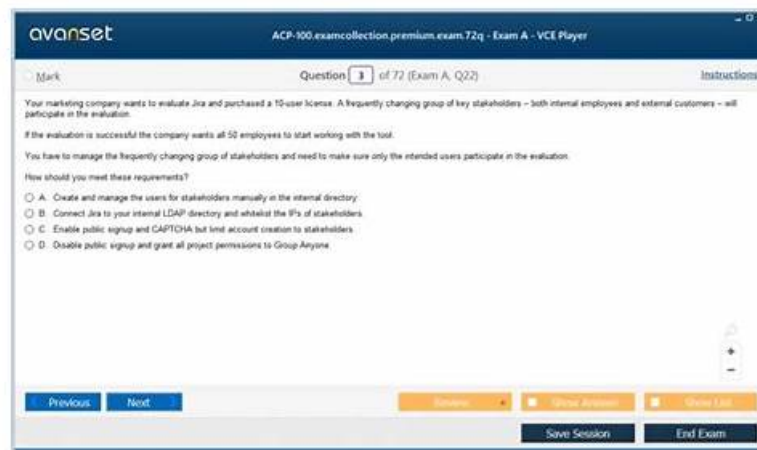 avanset
ACP-100.examcollection.premium.exam.72q - Exam A - VCE Player
Mark
Question 3 of 72 (Exam A, Q22)
Instructions
Your marketing company wants to evaluate Jira and purchased a 10-user license. A frequently changing group of key stakeholders – both internal employees and external customers – will
participate in the evaluation.
If the evaluation is successful the company wants all 50 employees to start working with the tool.
You have to manage the frequently changing group of stakeholders and need to make sure only the intended users participate in the evaluation.
How should you meet these requirements?
A. Create and manage the users for stakeholders manually in the internal directory
B. Connect Jira to your internal LDAP directory and whitelist the IP's of stakeholders
C. Enable public signup and CAPTCHA but limit account creation to stakeholders
D. Disable public signup and grant all project permissions to Group Anyone
Previous
Next
Review
Show Answer
Show List
Save Session
End Exam